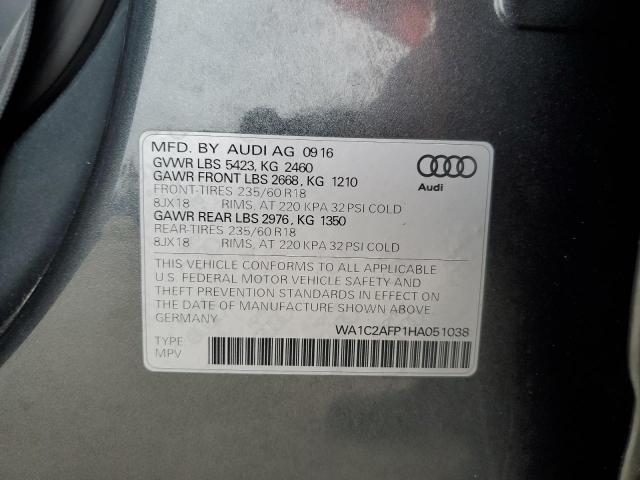 MFD. BY AUDI AG 09 16
GVWR LBS 5423, KG 2460
GAWR FRONT LBS 2668, KG 1210
FRONT-TIRES 235/60 R18
8JX18 RIMS, AT 220 KPA 32 PSI COLD
GAWR REAR LBS 2976, KG 1350
REAR-TIRES 235/60 R18
8JX18 RIMS, AT 220 KPA 32 PSI COLD
Audi
THIS VEHICLE CONFORMS TO ALL APPLICABLE
U.S. FEDERAL MOTOR VEHICLE SAFETY AND
THEFT PREVENTION STANDARDS IN EFFECT ON
THE DATE OF MANUFACTURE SHOWN ABOVE.
GERMANY
WA1C2AFP1HA051038
TYPE
MPV